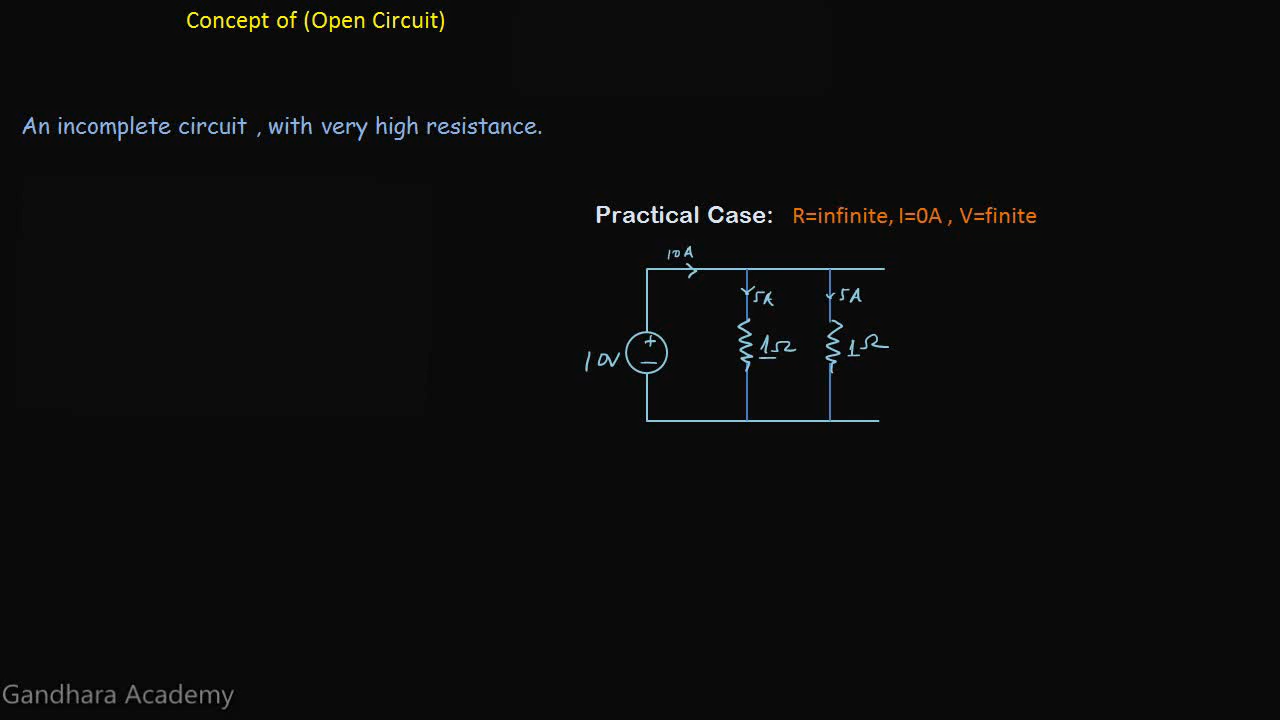 Concept of (Open Circuit)
An incomplete circuit , with very high resistance.
Practical Case: R=infinite, I=0A , V=finite
10A
5A 5A
10V 1Ω 1Ω
Gandhara Academy